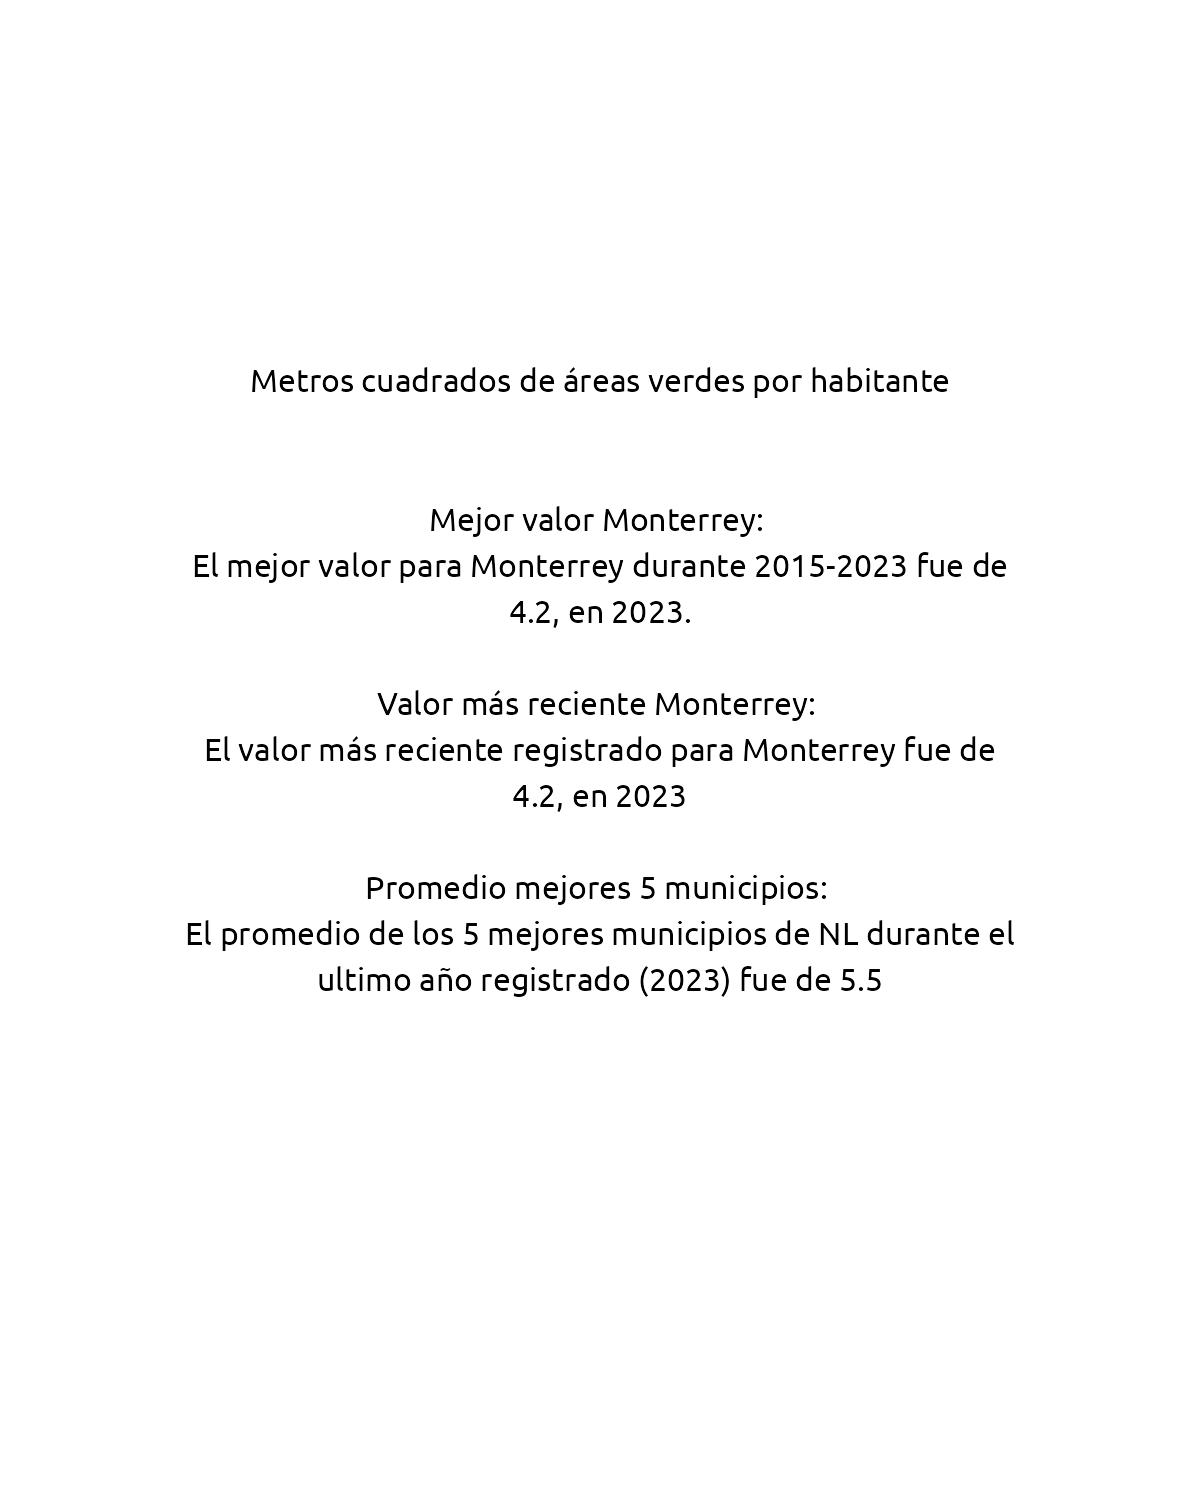 Metros cuadrados de áreas verdes por habitante
Mejor valor Monterrey:
El mejor valor para Monterrey durante 2015-2023 fue de
4.2, en 2023.
Valor más reciente Monterrey:
El valor más reciente registrado para Monterrey fue de
4.2, en 2023
Promedio mejores 5 municipios:
El promedio de los 5 mejores municipios de NL durante el
ultimo año registrado (2023) fue de 5.5